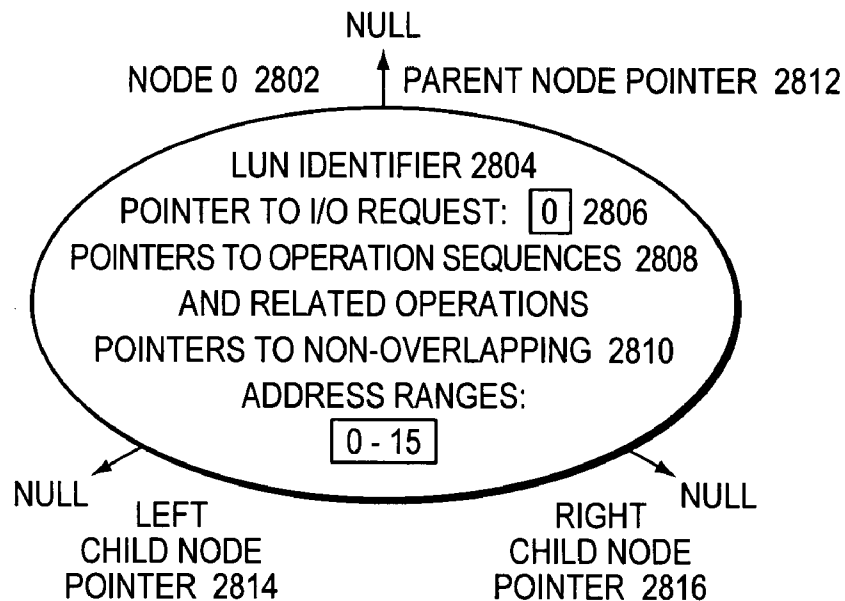 NULL
NODE 0 2802
PARENT NODE POINTER 2812
LUN IDENTIFIER 2804
POINTER TO I/O REQUEST: 0 2806
POINTERS TO OPERATION SEQUENCES 2808
AND RELATED OPERATIONS
POINTERS TO NON-OVERLAPPING 2810
ADDRESS RANGES:
0 - 15
NULL
LEFT
CHILD NODE
POINTER 2814
NULL
RIGHT
CHILD NODE
POINTER 2816